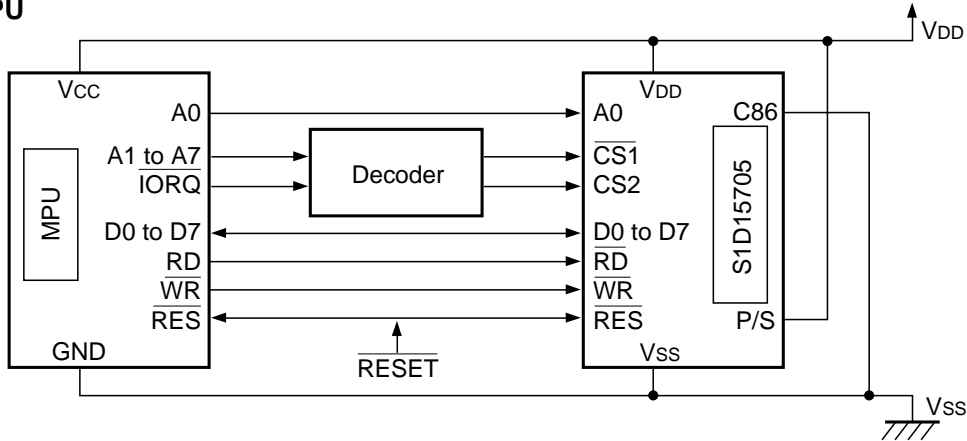 VDD
VCC
A0
A1 to A7
IORQ
D0 to D7
RD
WR
RES
GND
MPU
Decoder
RESET
VDD
A0
CS1
CS2
D0 to D7
RD
WR
RES
VSS
C86
S1D15705
P/S
VSS